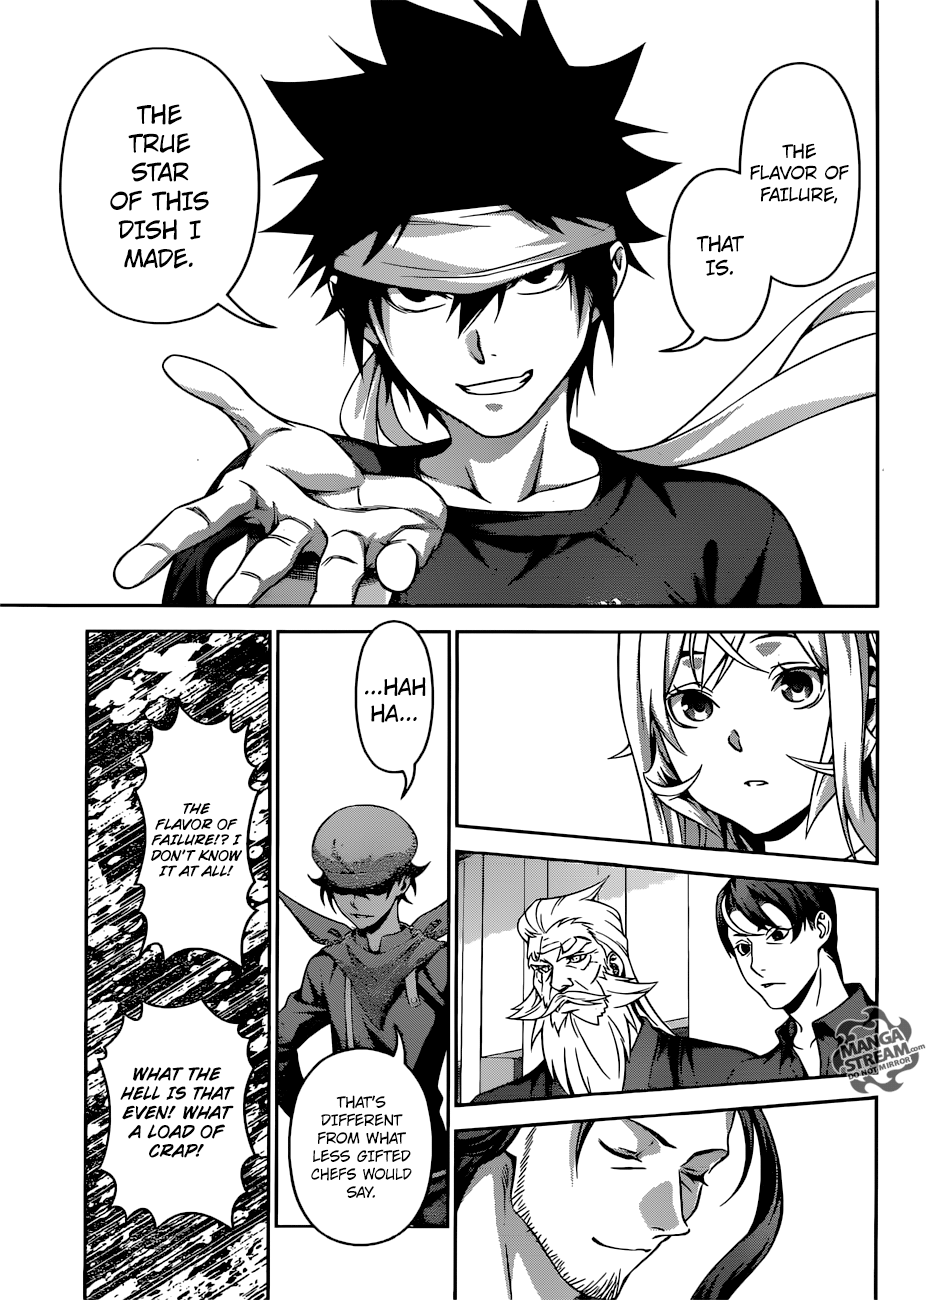 THE
FLAVOR OF
FAILURE,
THAT
IS.
THE
TRUE
STAR
OF THIS
DISH I
MADE.
...HAH
HA...
THAT'S
DIFFERENT
FROM WHAT
LESS GIFTED
CHEFS WOULD
SAY.
THE
FLAVOR OF
FAILURE!? I
DON'T KNOW
IT AT ALL!
WHAT THE
HELL IS THAT
EVEN! WHAT
A LOAD OF
CRAP!
MANGA
STREAM.com
DO NOT MIRROR